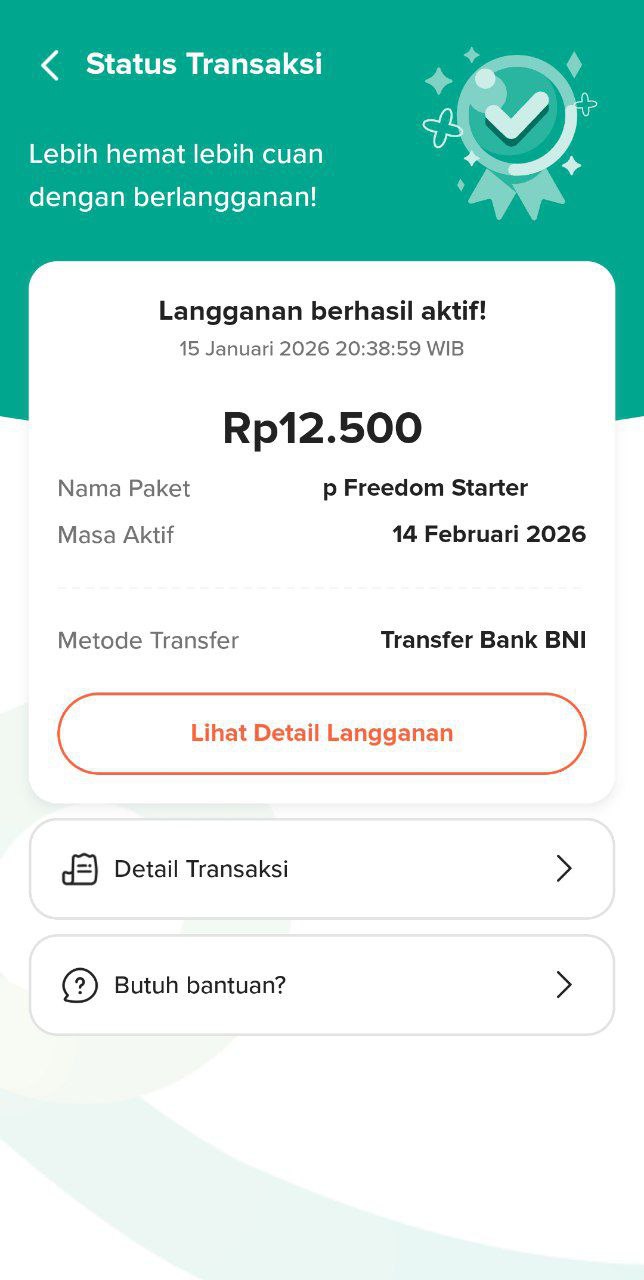 Status Transaksi
Lebih hemat lebih cuan
dengan berlangganan!
Langganan berhasil aktif!
15 Januari 2026 20:38:59 WIB
Rp12.500
Nama Paket p Freedom Starter
Masa Aktif 14 Februari 2026
Metode Transfer Transfer Bank BNI
Lihat Detail Langganan
Detail Transaksi
Butuh bantuan?